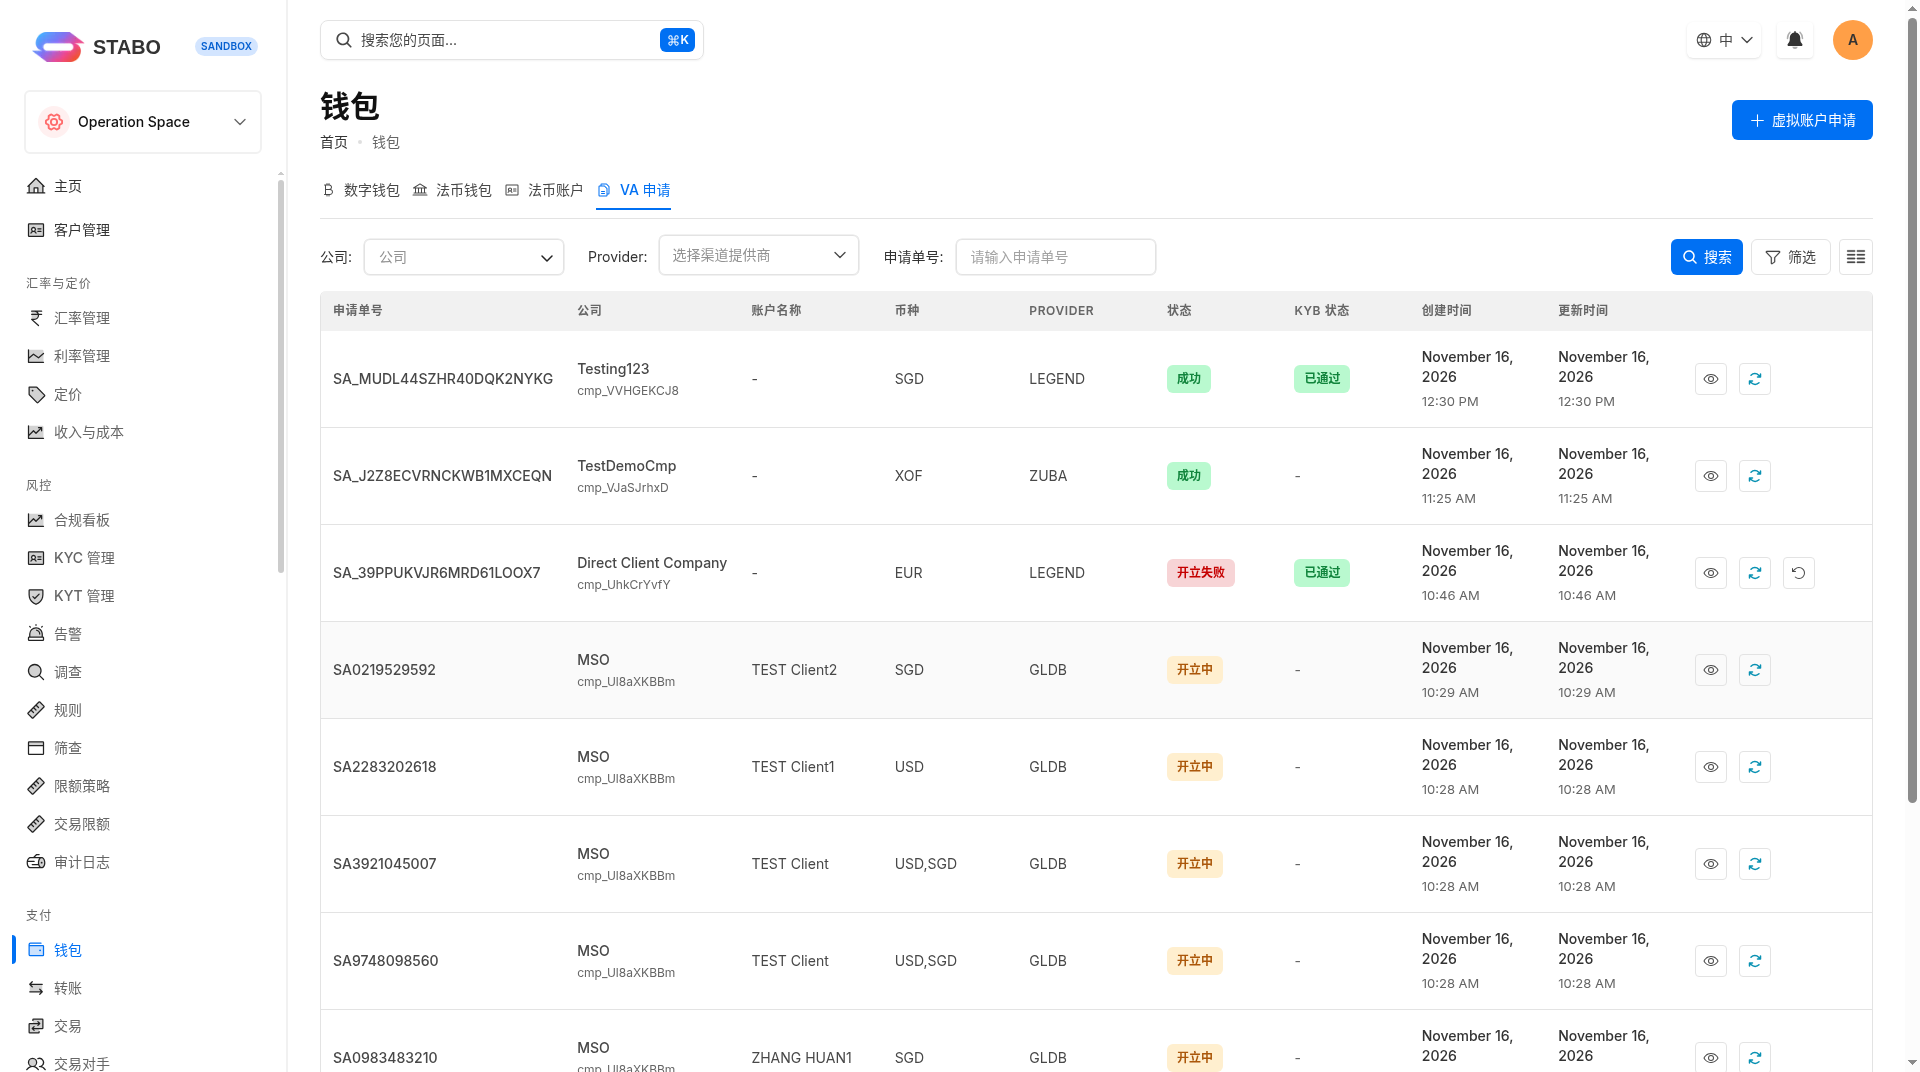 STABO
SANDBOX
Operation Space
主页
客户管理
汇率与定价
汇率管理
利率管理
定价
收入与成本
风控
合规看板
KYC 管理
KYT 管理
告警
调查
规则
筛查
限额策略
交易限额
审计日志
支付
钱包
转账
交易
交易对手
搜索您的页面...
⌘K
中
A
钱包
首页 • 钱包
虚拟账户申请
数字钱包 法币钱包 法币账户 VA 申请
公司: 公司 Provider: 选择渠道提供商 申请单号: 请输入申请单号 搜索 筛选
申请单号 公司 账户名称 币种 PROVIDER 状态 KYB 状态 创建时间 更新时间
SA_MUDL44SZHR40DQK2NYKG Testing123 cmp_VVHGEKCJ8 - SGD LEGEND 成功 已通过 November 16, 2026 12:30 PM November 16, 2026 12:30 PM
SA_J2Z8ECVRNCKWB1MXCEQN TestDemoCmp cmp_VJaSJrhxD - XOF ZUBA 成功 - November 16, 2026 11:25 AM November 16, 2026 11:25 AM
SA_39PPUKVJR6MRD61LOOX7 Direct Client Company cmp_UhkCrYvfY - EUR LEGEND 开立失败 已通过 November 16, 2026 10:46 AM November 16, 2026 10:46 AM
SA0219529592 MSO cmp_UI8aXKBBm TEST Client2 SGD GLDB 开立中 - November 16, 2026 10:29 AM November 16, 2026 10:29 AM
SA2283202618 MSO cmp_UI8aXKBBm TEST Client1 USD GLDB 开立中 - November 16, 2026 10:28 AM November 16, 2026 10:28 AM
SA3921045007 MSO cmp_UI8aXKBBm TEST Client USD,SGD GLDB 开立中 - November 16, 2026 10:28 AM November 16, 2026 10:28 AM
SA9748098560 MSO cmp_UI8aXKBBm TEST Client USD,SGD GLDB 开立中 - November 16, 2026 10:28 AM November 16, 2026 10:28 AM
SA0983483210 MSO cmp_UI8aXKBBm ZHANG HUAN1 SGD GLDB 开立中 - November 16, 2026 November 16, 2026